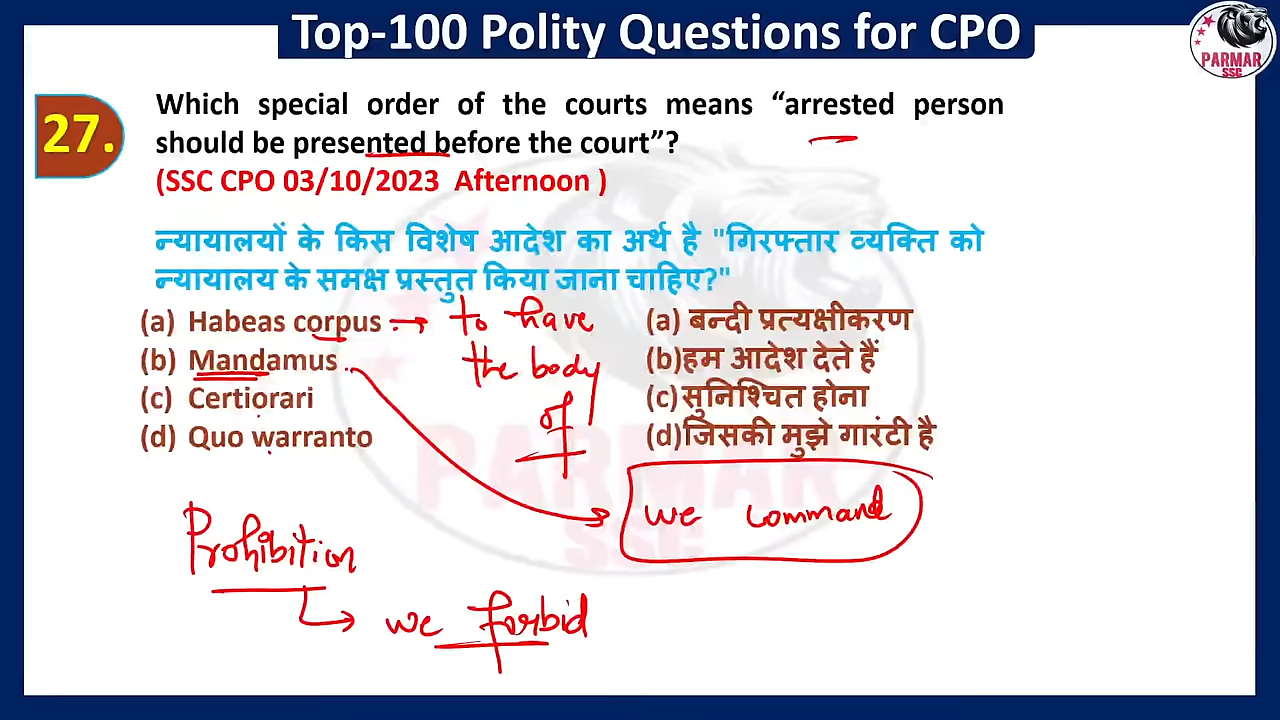 Top-100 Polity Questions for CPO
PARMAR
SSC
27.
Which special order of the courts means “arrested person
should be presented before the court”?
(SSC CPO 03/10/2023 Afternoon )
न्यायालयों के किस विशेष आदेश का अर्थ है "गिरफ्तार व्यक्ति को
न्यायालय के समक्ष प्रस्तुत किया जाना चाहिए?"
(a) Habeas corpus → to have
the body
of
(b) Mandamus
(c) Certiorari
(d) Quo warranto
(a) बन्दी प्रत्यक्षीकरण
(b)हम आदेश देते हैं
(c)सुनिश्चित होना
(d)जिसकी मुझे गारंटी है
we command
Prohibition
→ we forbid
PARMAR
SSC